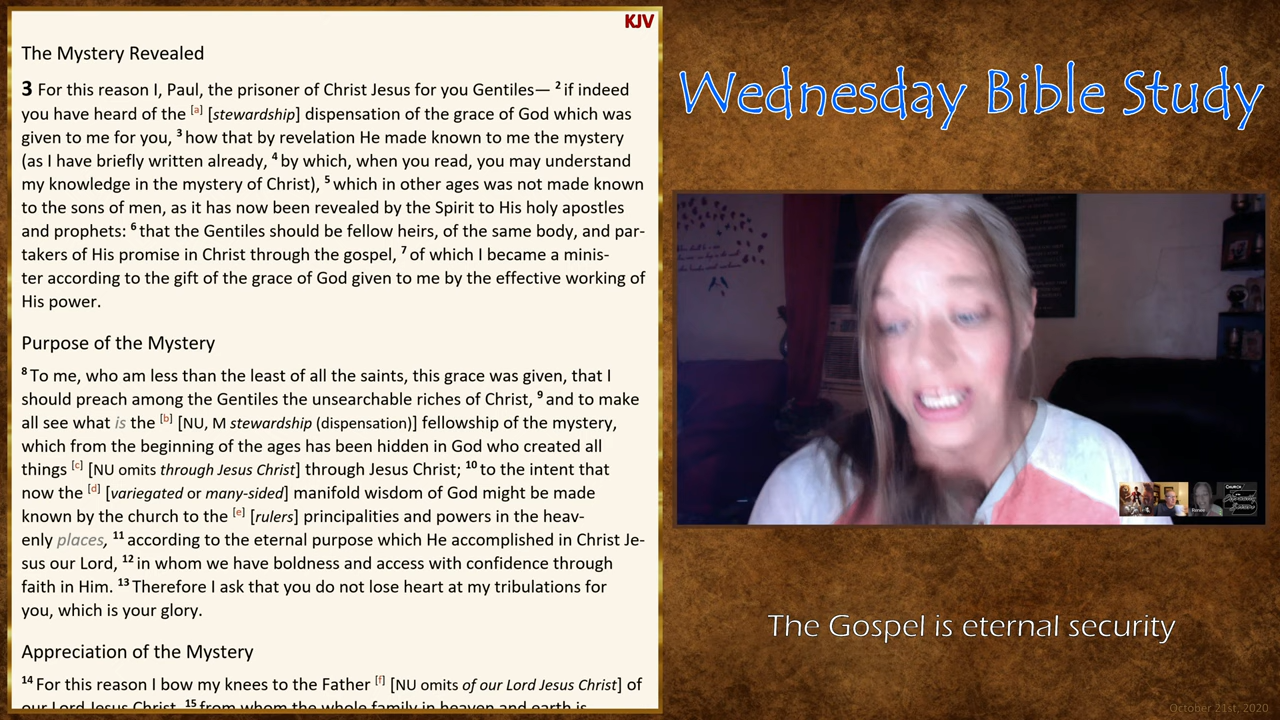 KJV
The Mystery Revealed
3 For this reason I, Paul, the prisoner of Christ Jesus for you Gentiles— 2 if indeed
you have heard of the [a] [stewardship] dispensation of the grace of God which was
given to me for you, 3 how that by revelation He made known to me the mystery
(as I have briefly written already, 4 by which, when you read, you may understand
my knowledge in the mystery of Christ), 5 which in other ages was not made known
to the sons of men, as it has now been revealed by the Spirit to His holy apostles
and prophets: 6 that the Gentiles should be fellow heirs, of the same body, and par-
takers of His promise in Christ through the gospel, 7 of which I became a minis-
ter according to the gift of the grace of God given to me by the effective working of
His power.
Purpose of the Mystery
8 To me, who am less than the least of all the saints, this grace was given, that I
should preach among the Gentiles the unsearchable riches of Christ, 9 and to make
all see what is the [b] [NU, M stewardship (dispensation)] fellowship of the mystery,
which from the beginning of the ages has been hidden in God who created all
things [c] [NU omits through Jesus Christ] through Jesus Christ; 10 to the intent that
now the [d] [variegated or many-sided] manifold wisdom of God might be made
known by the church to the [e] [rulers] principalities and powers in the heav-
enly places, 11 according to the eternal purpose which He accomplished in Christ Je-
sus our Lord, 12 in whom we have boldness and access with confidence through
faith in Him. 13 Therefore I ask that you do not lose heart at my tribulations for
you, which is your glory.
Appreciation of the Mystery
14 For this reason I bow my knees to the Father [f] [NU omits of our Lord Jesus Christ] of
our Lord Jesus Christ, 15 from whom the whole family in heaven and earth is
Wednesday Bible Study
Renee
The Gospel is eternal security
October 21st, 2020